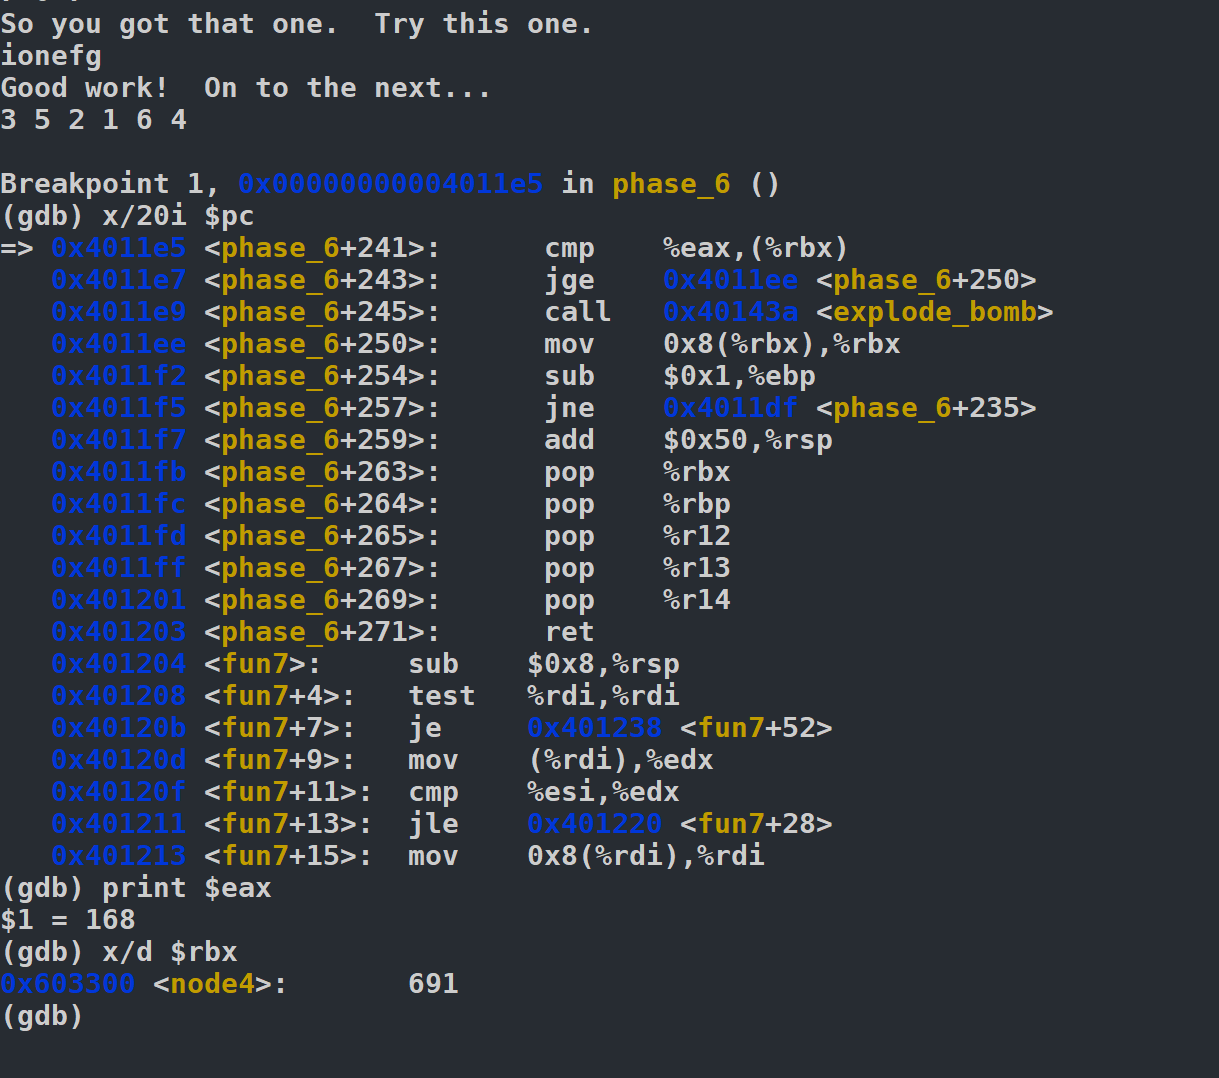 So you got that one.  Try this one.
ionefg
Good work!  On to the next...
3 5 2 1 6 4

Breakpoint 1, 0x00000000004011e5 in phase_6 ()
(gdb) x/20i $pc
=> 0x4011e5 <phase_6+241>:      cmp    %eax,(%rbx)
   0x4011e7 <phase_6+243>:      jge    0x4011ee <phase_6+250>
   0x4011e9 <phase_6+245>:      call   0x40143a <explode_bomb>
   0x4011ee <phase_6+250>:      mov    0x8(%rbx),%rbx
   0x4011f2 <phase_6+254>:      sub    $0x1,%ebp
   0x4011f5 <phase_6+257>:      jne    0x4011df <phase_6+235>
   0x4011f7 <phase_6+259>:      add    $0x50,%rsp
   0x4011fb <phase_6+263>:      pop    %rbx
   0x4011fc <phase_6+264>:      pop    %rbp
   0x4011fd <phase_6+265>:      pop    %r12
   0x4011ff <phase_6+267>:      pop    %r13
   0x401201 <phase_6+269>:      pop    %r14
   0x401203 <phase_6+271>:      ret
   0x401204 <fun7>:     sub    $0x8,%rsp
   0x401208 <fun7+4>:   test   %rdi,%rdi
   0x40120b <fun7+7>:   je     0x401238 <fun7+52>
   0x40120d <fun7+9>:   mov    (%rdi),%edx
   0x40120f <fun7+11>:  cmp    %esi,%edx
   0x401211 <fun7+13>:  jle    0x401220 <fun7+28>
   0x401213 <fun7+15>:  mov    0x8(%rdi),%rdi
(gdb) print $eax
$1 = 168
(gdb) x/d $rbx
0x603300 <node4>:       691
(gdb)